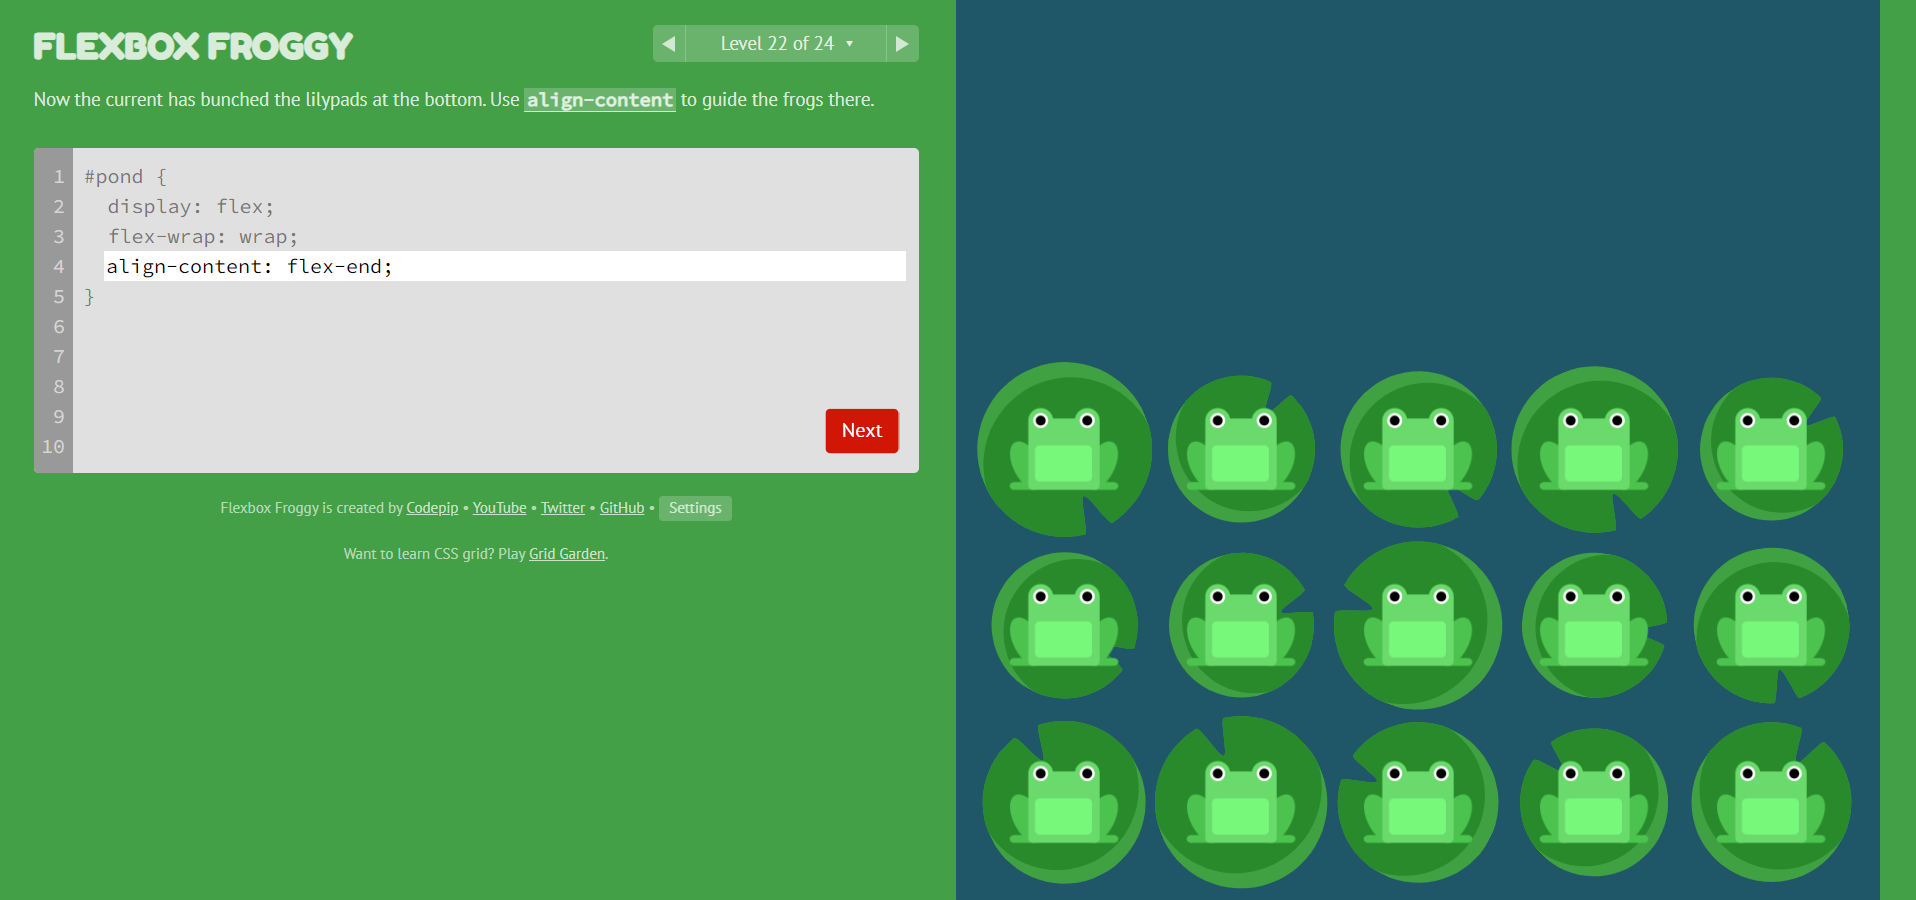 FLEXBOX FROGGY
◀ Level 22 of 24 ▼ ▶
Now the current has bunched the lilypads at the bottom. Use align-content to guide the frogs there.
1 #pond {
2 display: flex;
3 flex-wrap: wrap;
4 align-content: flex-end;
5 }
6
7
8
9
10
Next
Flexbox Froggy is created by Codepip • YouTube • Twitter • GitHub • Settings
Want to learn CSS grid? Play Grid Garden.